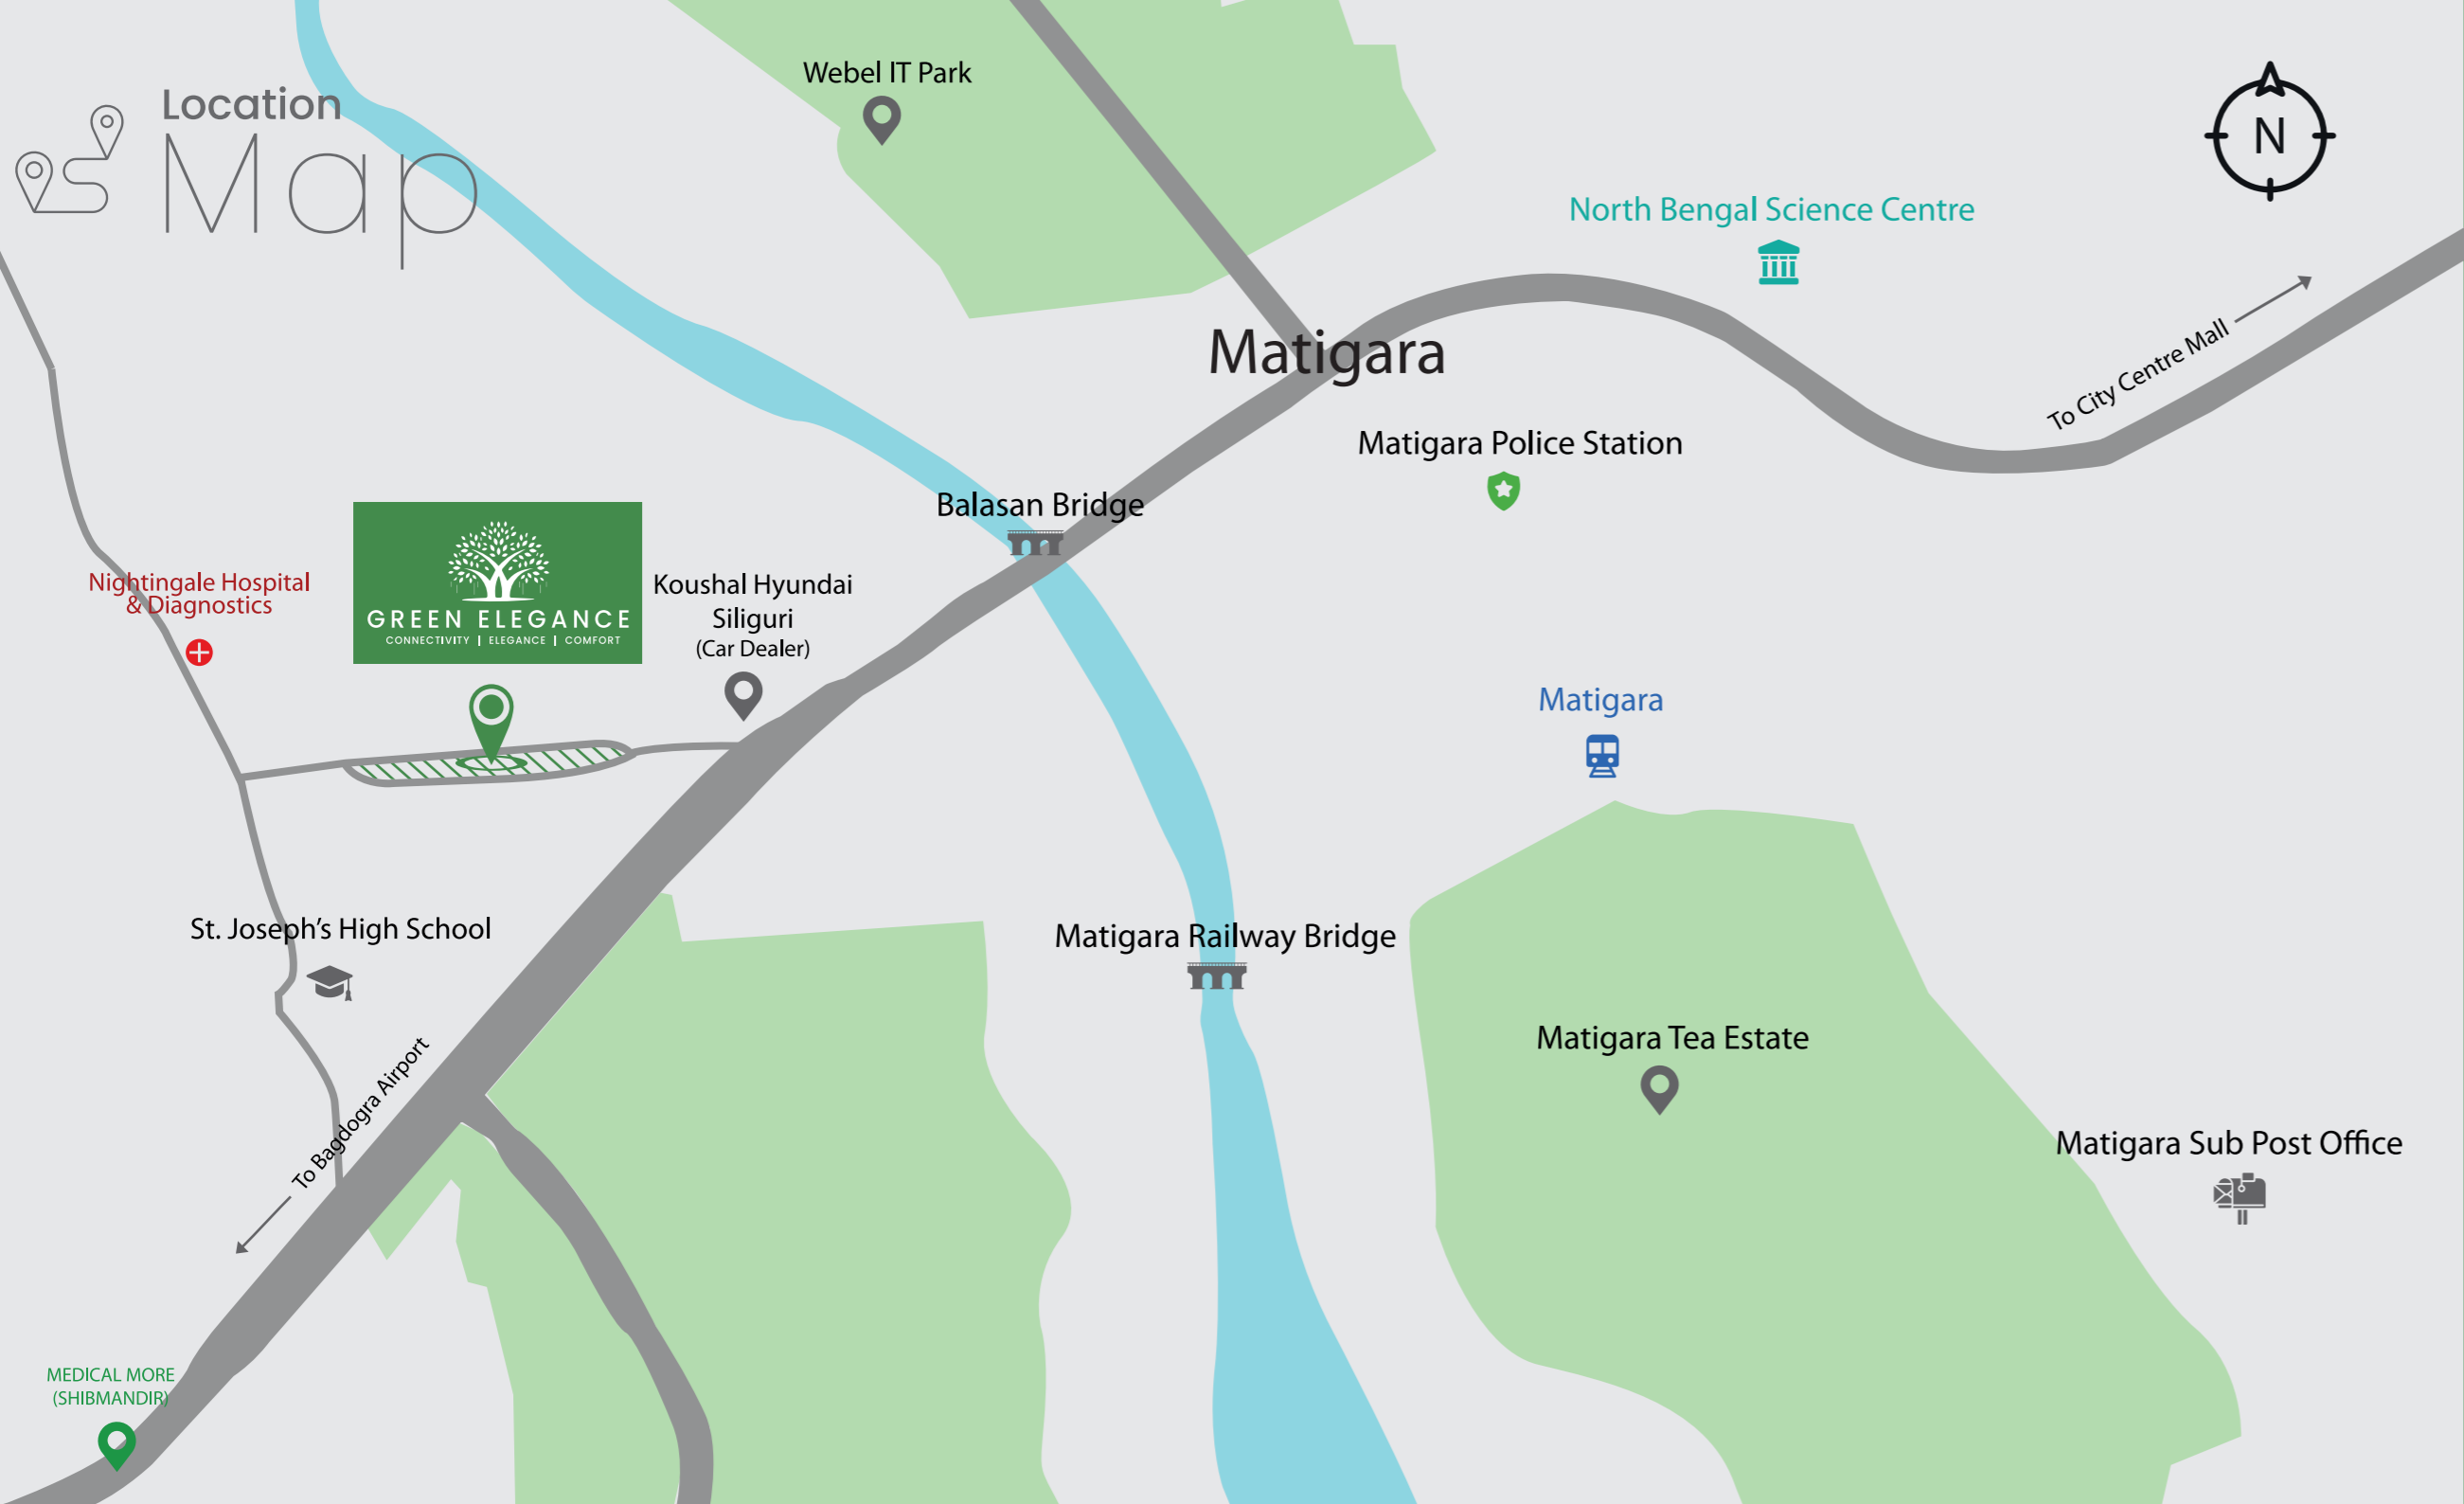 Location
Map
Webel IT Park
N
North Bengal Science Centre
Matigara
To City Centre Mall
Matigara Police Station
Balasan Bridge
Nightingale Hospital
& Diagnostics
GREEN ELEGANCE
CONNECTIVITY | ELEGANCE | COMFORT
Koushal Hyundai
Siliguri
(Car Dealer)
Matigara
St. Joseph’s High School
Matigara Railway Bridge
Matigara Tea Estate
To Bagdogra Airport
Matigara Sub Post Office
MEDICAL MORE
(SHIBMANDIR)